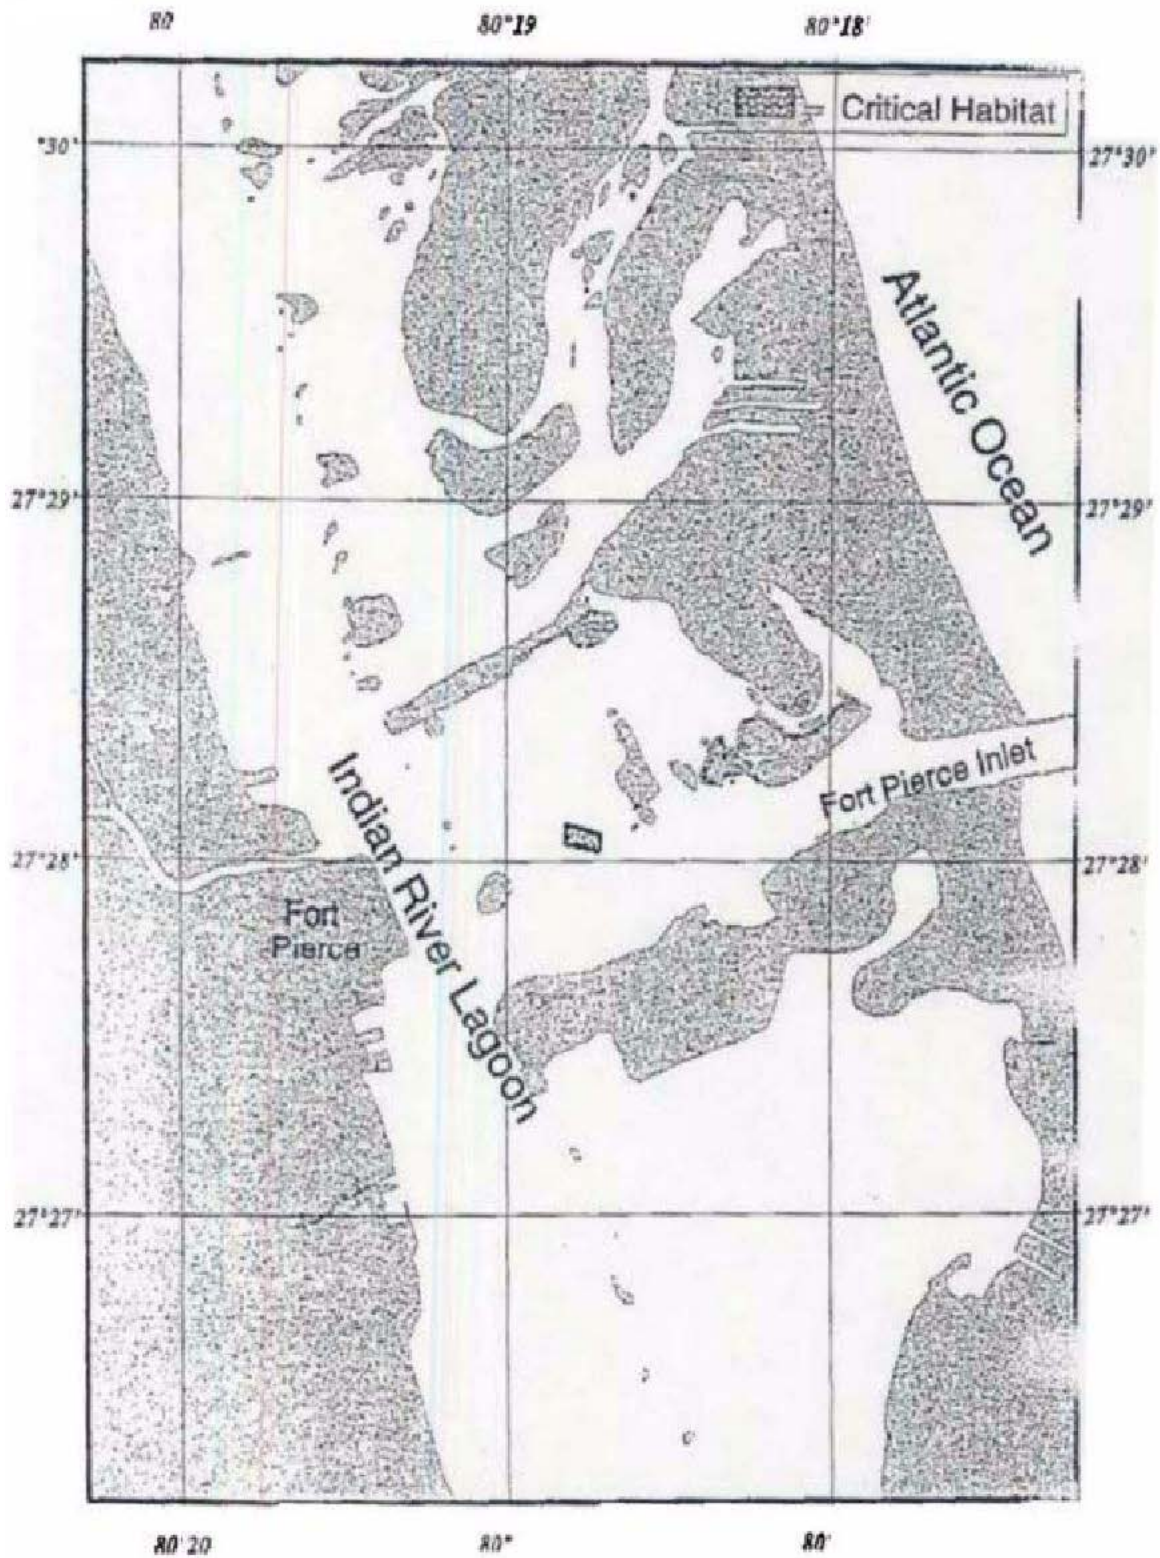 80°
80°19
80°18'
Critical Habitat
°30'
27°30'
Atlantic Ocean
27°29'
27°29'
Fort Pierce Inlet
Indian River Lagoon
27°28'
27°28'
Fort
Pierce
27°27'
27°27'
80°20
80°
80'